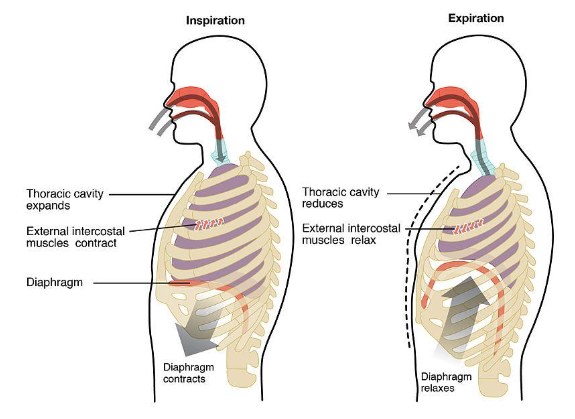 Inspiration
Thoracic cavity
expands
External intercostal
muscles contract
Diaphragm
Diaphragm
contracts
Expiration
Thoracic cavity
reduces
External intercostal
muscles relax
Diaphragm
relaxes